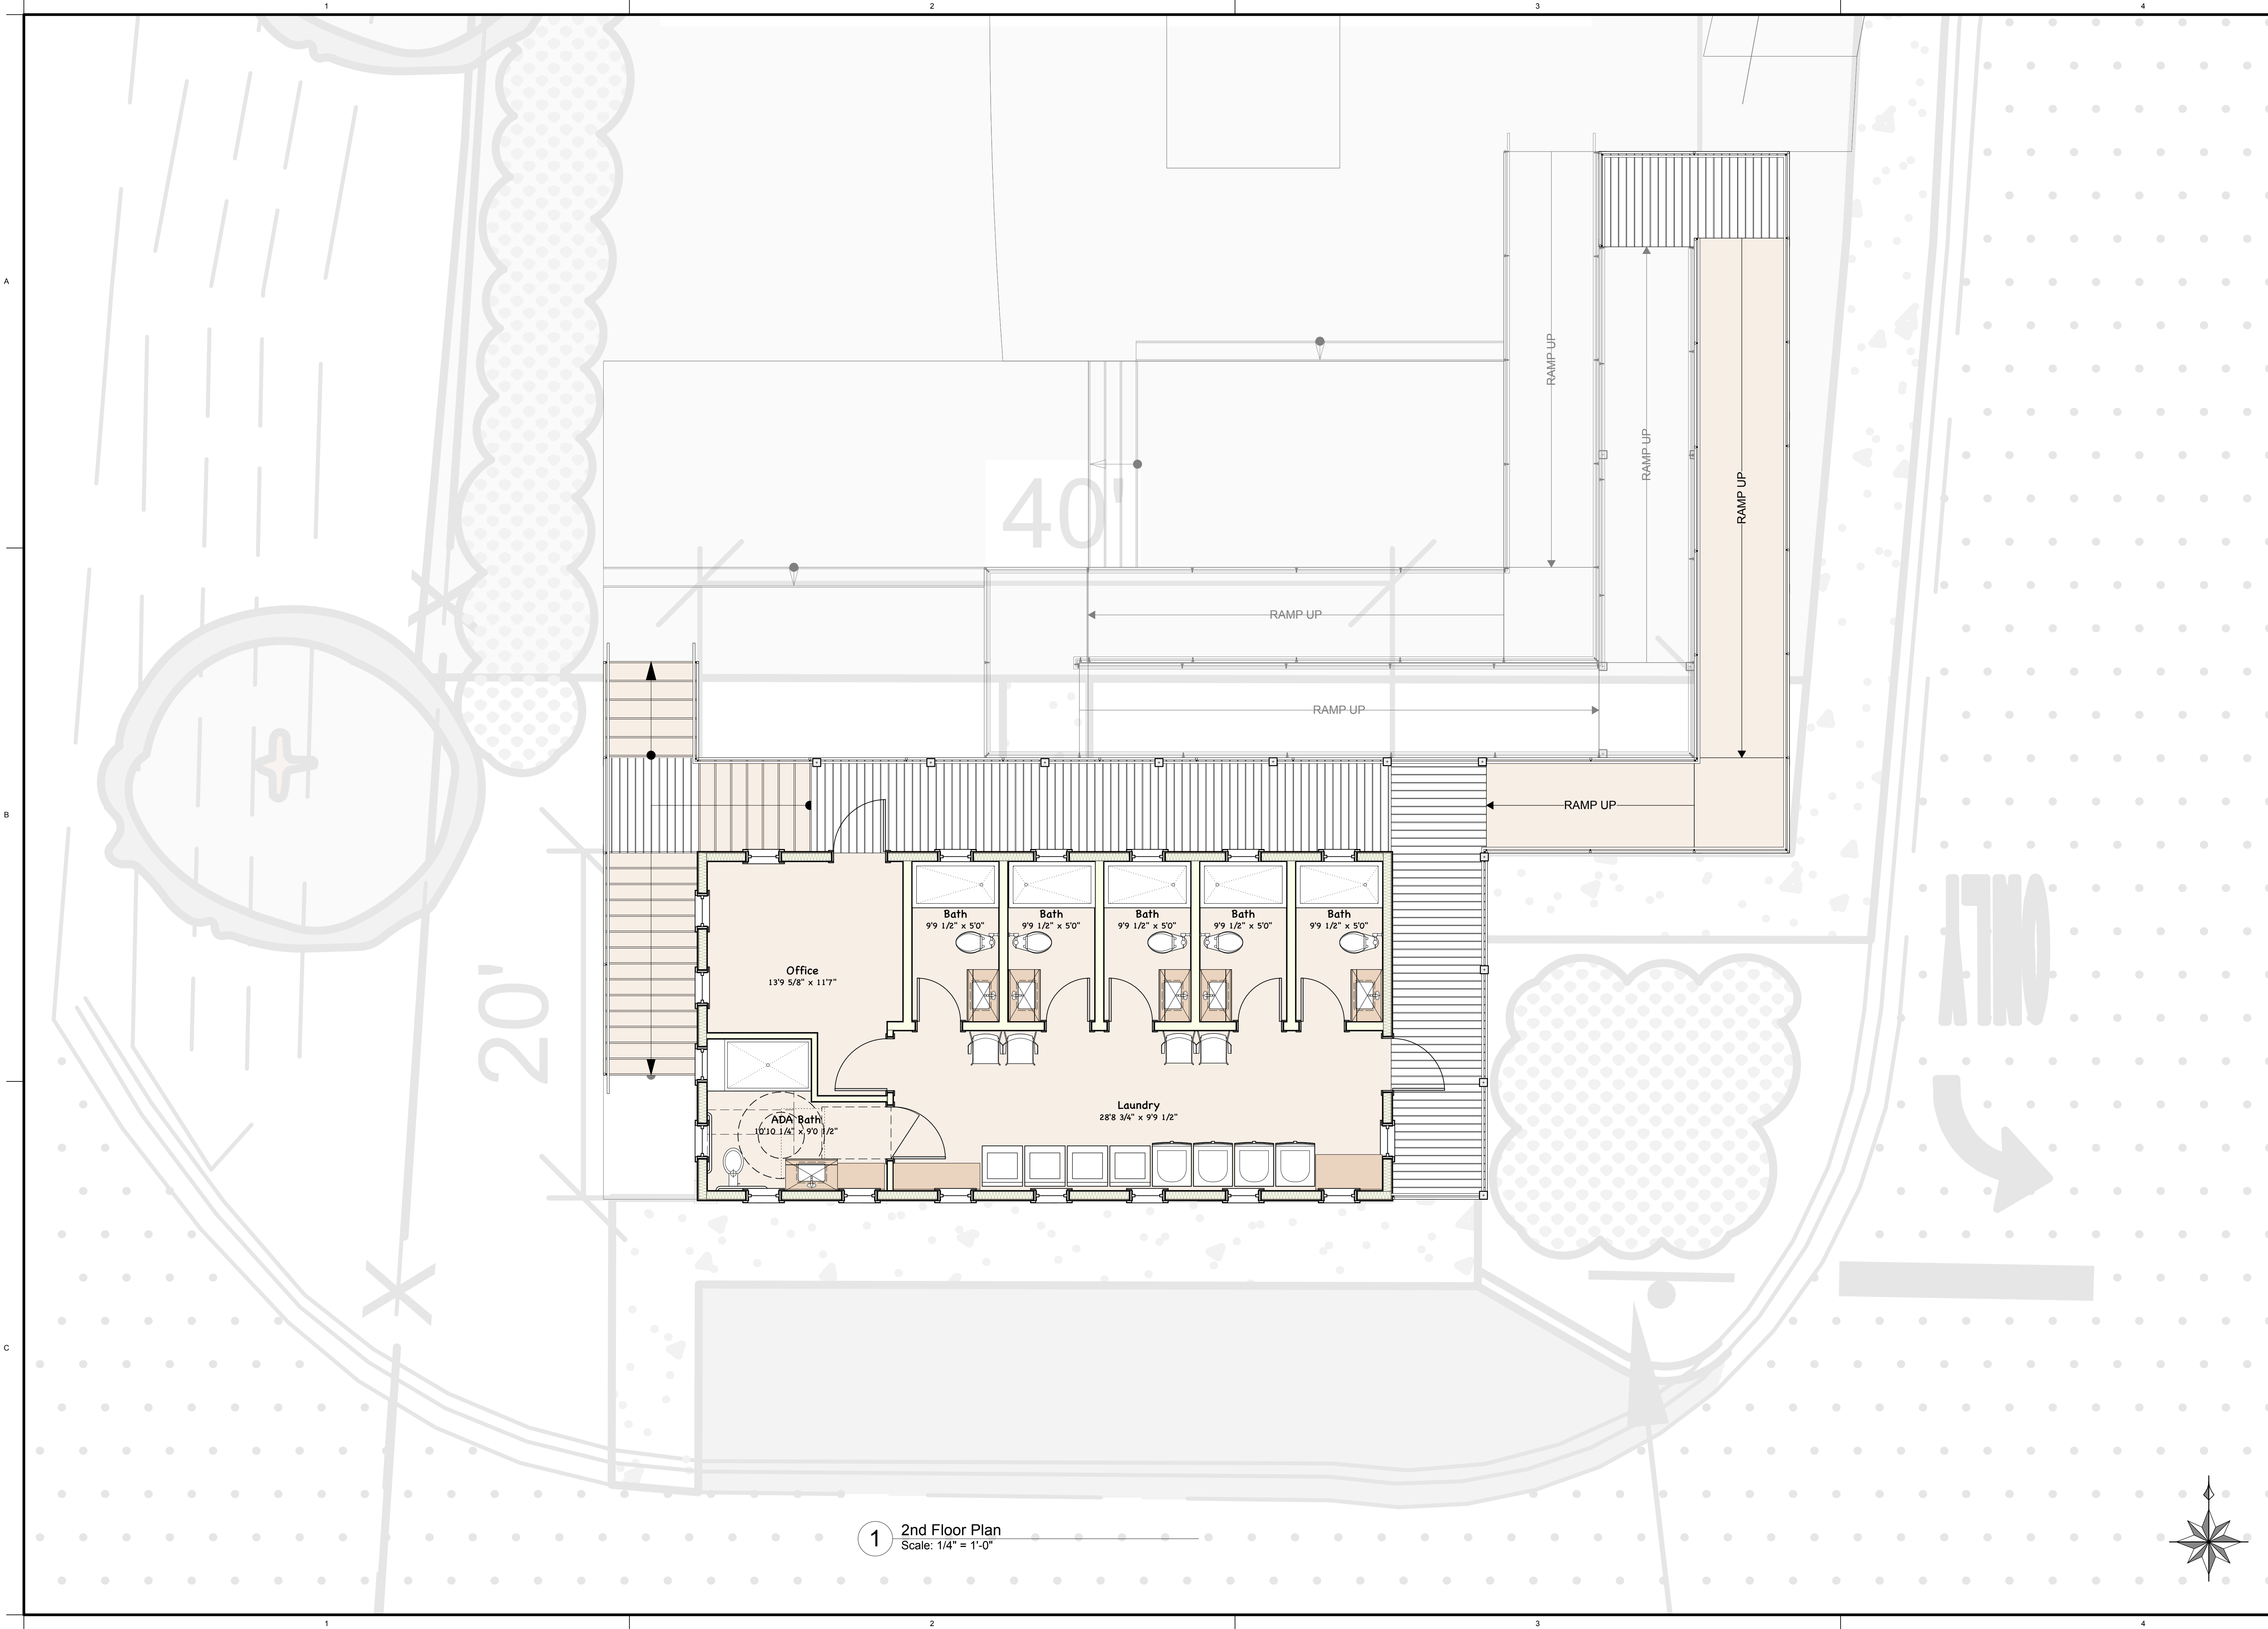 1 2 3 4
A
RAMP UP
RAMP UP
RAMP UP
40'
RAMP UP
RAMP UP
B
RAMP UP
ONLY
20'
Bath
9'9 1/2" x 5'0"
Bath
9'9 1/2" x 5'0"
Bath
9'9 1/2" x 5'0"
Bath
9'9 1/2" x 5'0"
Bath
9'9 1/2" x 5'0"
Office
13'9 5/8" x 11'7"
Laundry
28'8 3/4" x 9'9 1/2"
ADA Bath
10'10 1/4" x 9'0 1/2"
C
1
2nd Floor Plan
Scale: 1/4" = 1'-0"
1 2 3 4